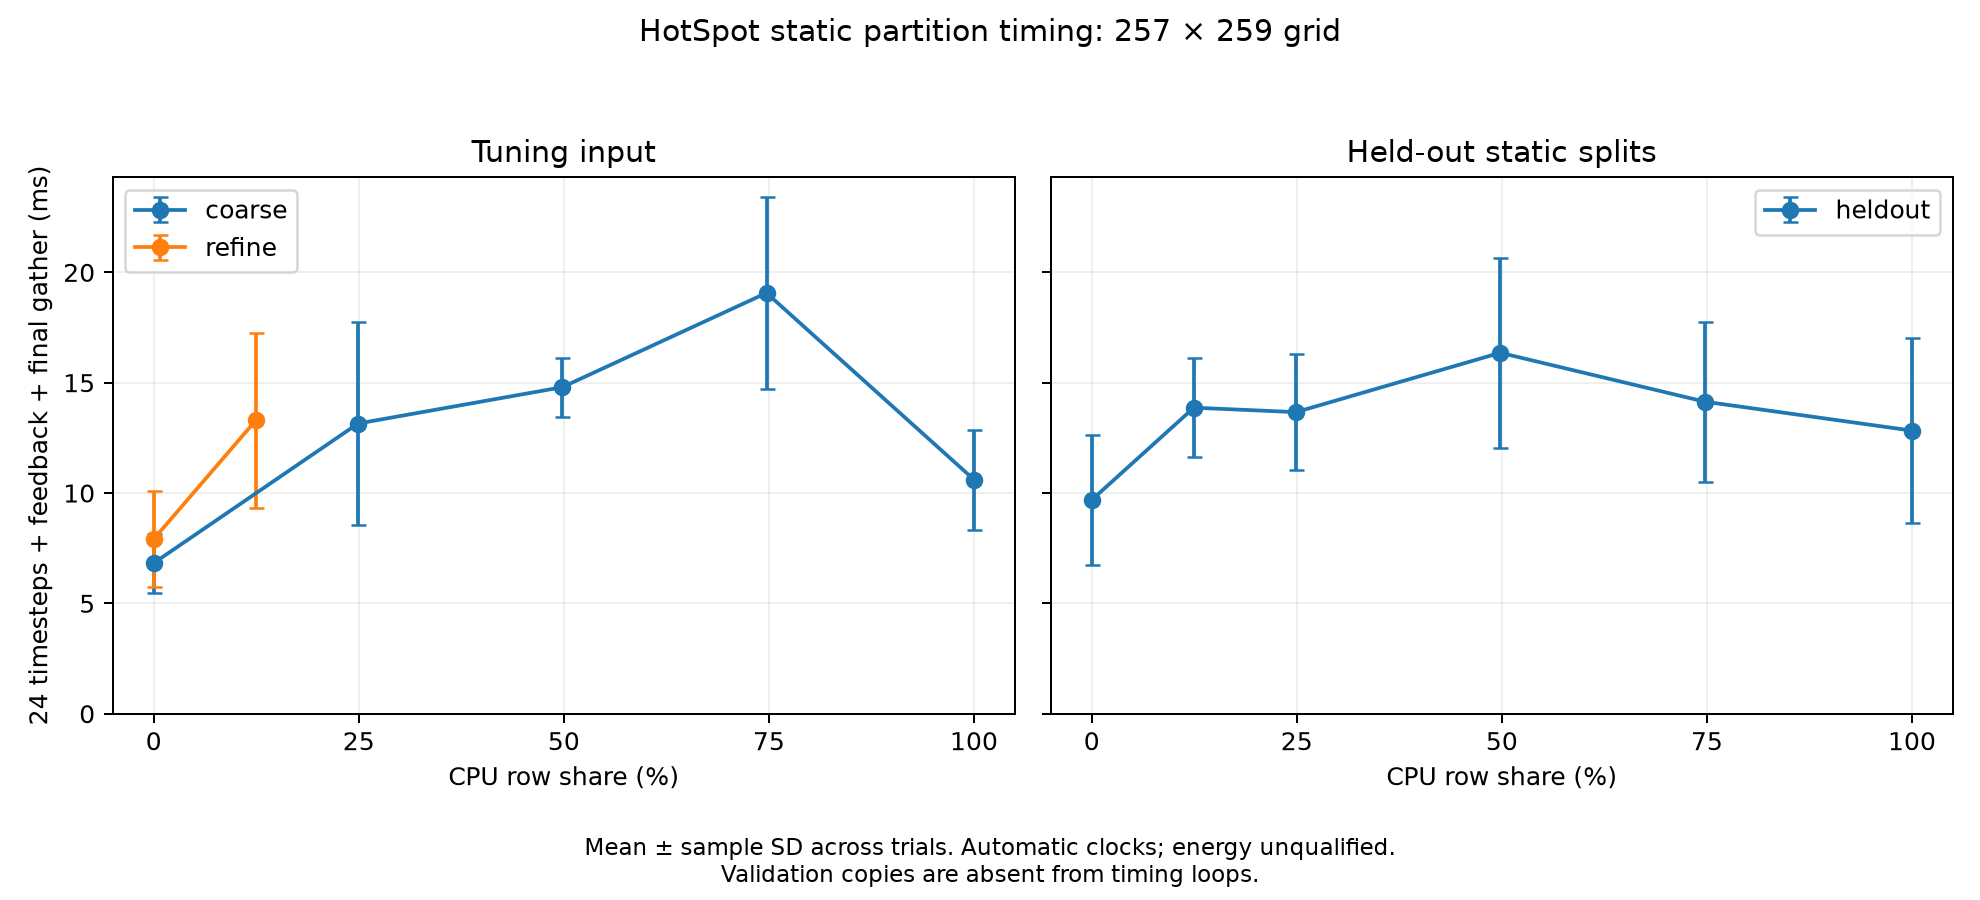 HotSpot static partition timing: 257 × 259 grid
Tuning input
24 timesteps + feedback + final gather (ms)
coarse
refine
20
15
10
5
0
0 25 50 75 100
CPU row share (%)
Held-out static splits
heldout
0 25 50 75 100
CPU row share (%)
Mean ± sample SD across trials. Automatic clocks; energy unqualified.
Validation copies are absent from timing loops.